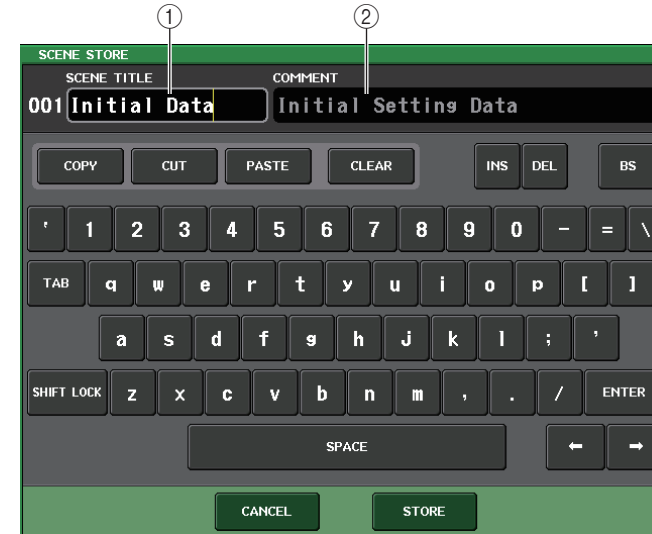 ① ②
SCENE STORE
SCENE TITLE COMMENT
001 Initial Data Initial Setting Data
COPY CUT PASTE CLEAR INS DEL BS
' 1 2 3 4 5 6 7 8 9 0 - = \
TAB q w e r t y u i o p [ ]
a s d f g h j k l ; '
SHIFT LOCK z x c v b n m , . / ENTER
SPACE ← →
CANCEL STORE